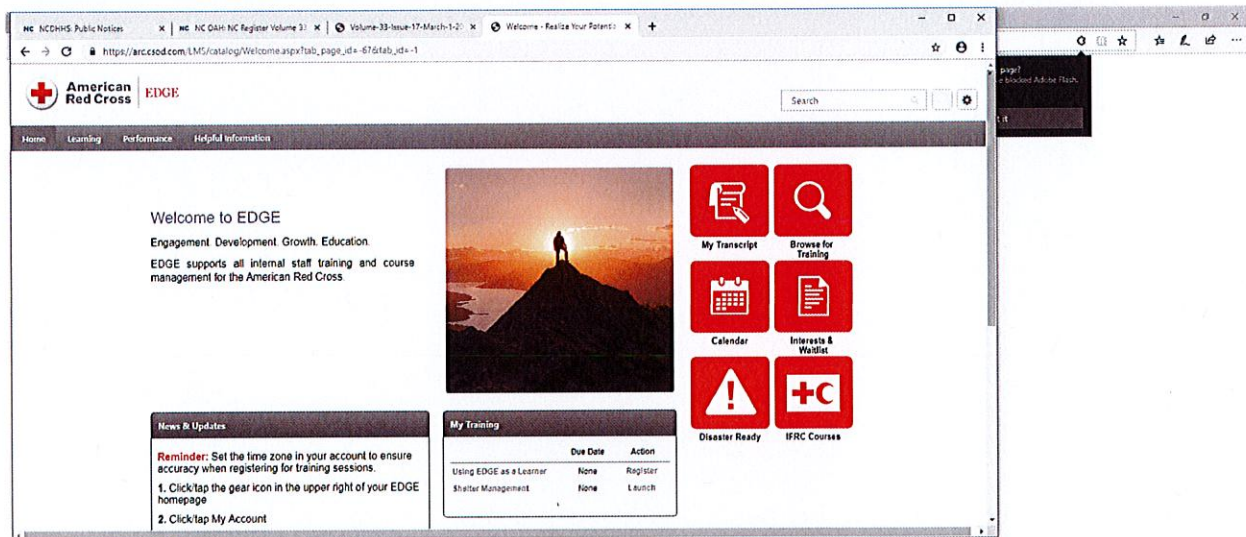 NC NCDHHS: Public Notices
NC NC OAH: NC Register Volume 33
Volume-33-Issue-17-March-1-20
Welcome - Realize Your Potentia
https://arc.csod.com/LMS/catalog/Welcome.aspx?tab_page_id=-67&tab_id=-1
American
Red Cross
EDGE
Search
Home Learning Performance Helpful Information
page?
blocked Adobe Flash.
it
Welcome to EDGE
Engagement. Development. Growth. Education.
EDGE supports all internal staff training and course
management for the American Red Cross.
My Transcript
Browse for
Training
Calendar
Interests &
Waitlist
Disaster Ready
IFRC Courses
News & Updates
Reminder: Set the time zone in your account to ensure
accuracy when registering for training sessions.
1. Click/tap the gear icon in the upper right of your EDGE
homepage
2. Click/tap My Account
My Training
Due Date Action
Using EDGE as a Learner None Register
Shelter Management None Launch